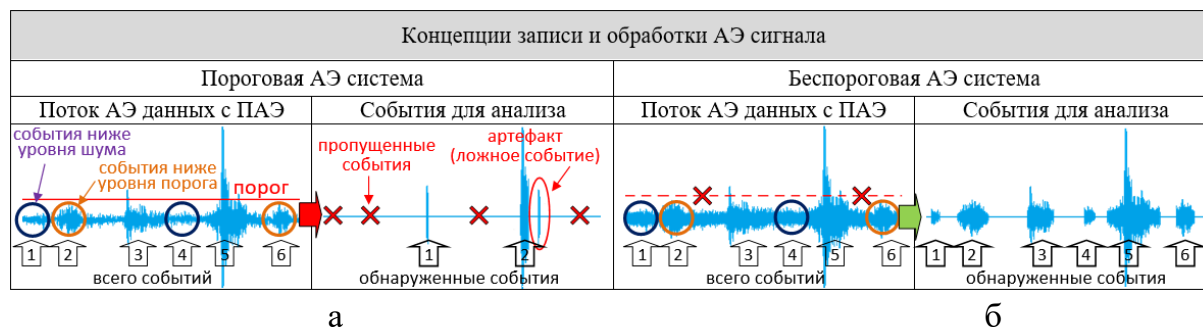 Концепции записи и обработки АЭ сигнала
Пороговая АЭ система
Беспороговая АЭ система
Поток АЭ данных с ПАЭ
События для анализа
Поток АЭ данных с ПАЭ
События для анализа
события ниже
уровня шума
события ниже
уровня порога
порог
1
2
3
4
5
6
всего событий
пропущенные
события
артефакт
(ложное событие)
1
2
обнаруженные события
1
2
3
4
5
6
всего событий
1
2
3
4
5
6
обнаруженные события
а
б